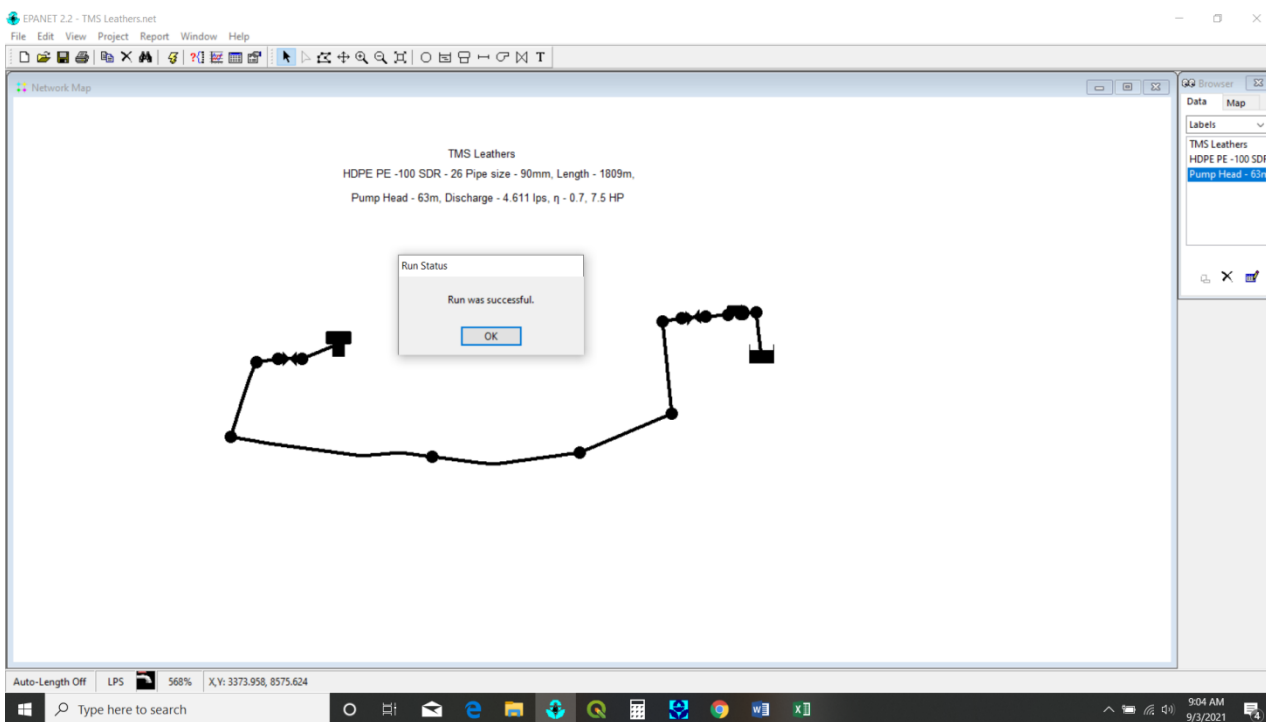 EPANET 2.2 - TMS Leathers.net
File Edit View Project Report Window Help
T
Network Map
Browser
Data Map
Labels
TMS Leathers
HDPE PE -100 SDR
Pump Head - 63m
TMS Leathers
HDPE PE -100 SDR - 26 Pipe size - 90mm, Length - 1809m,
Pump Head - 63m, Discharge - 4.611 lps, η - 0.7, 7.5 HP
Run Status
Run was successful.
OK
Auto-Length Off LPS 568% X,Y: 3373.958, 8575.624
Type here to search
9:04 AM
9/3/2021
4